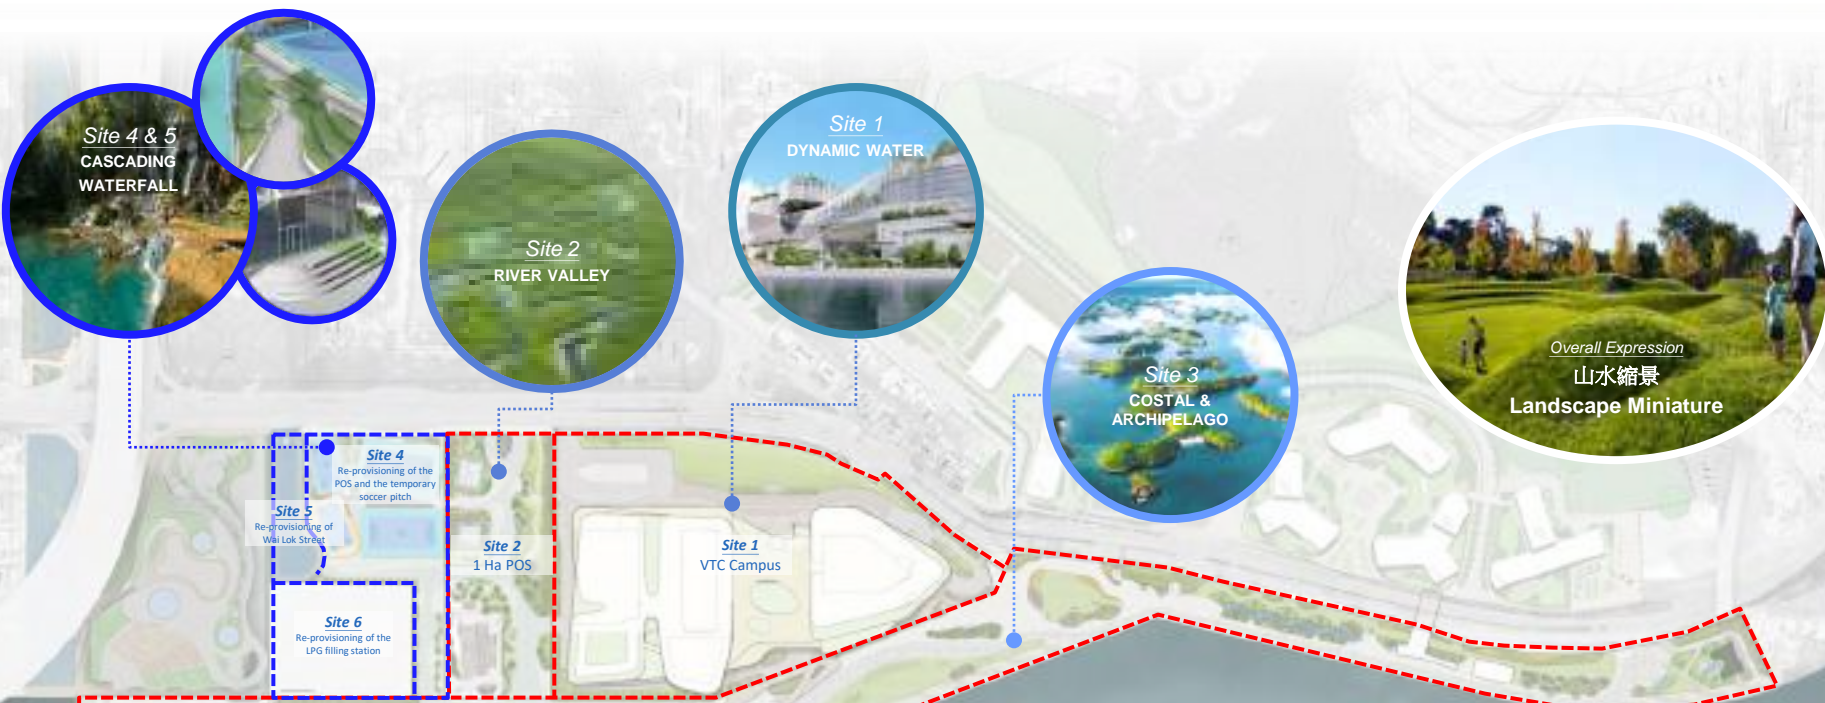 Site 4 & 5
CASCADING
WATERFALL
Site 2
RIVER VALLEY
Site 1
DYNAMIC WATER
Site 3
COSTAL &
ARCHIPELAGO
Overall Expression
山水縮景
Landscape Miniature
Site 4
Re-provisioning of the
POS and the temporary
soccer pitch
Site 5
Re-provisioning of
Wai Lok Street
Site 2
1 Ha POS
Site 1
VTC Campus
Site 6
Re-provisioning of the
LPG filling station